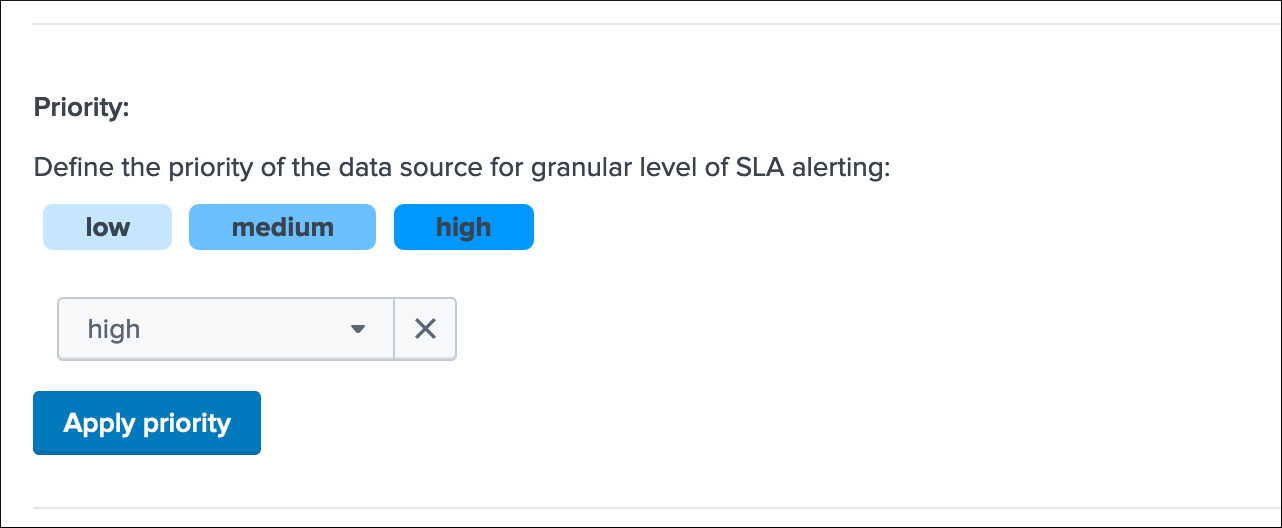 Priority:
Define the priority of the data source for granular level of SLA alerting:
low medium high
high
Apply priority